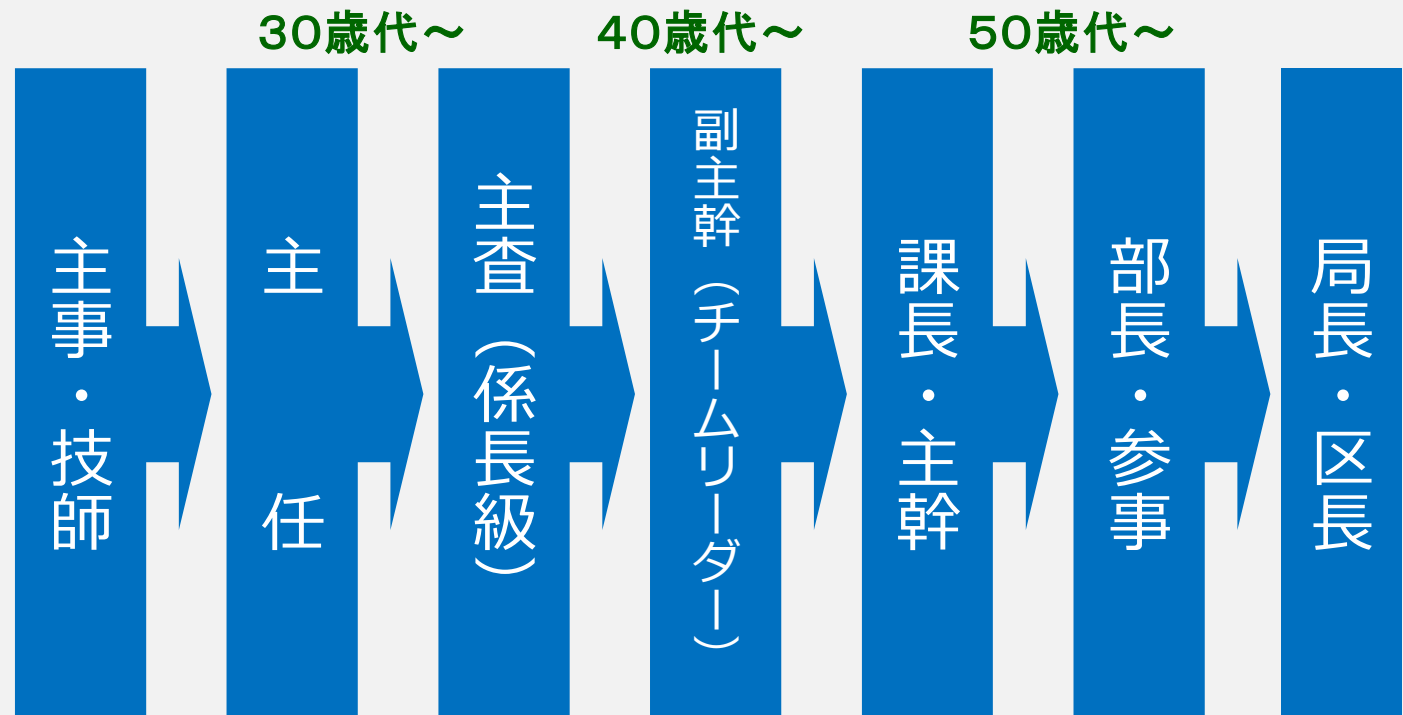 30歳代～
40歳代～
50歳代～
主事・技師
主任
主査（係長級）
副主幹（チームリーダー）
課長・主幹
部長・参事
局長・区長